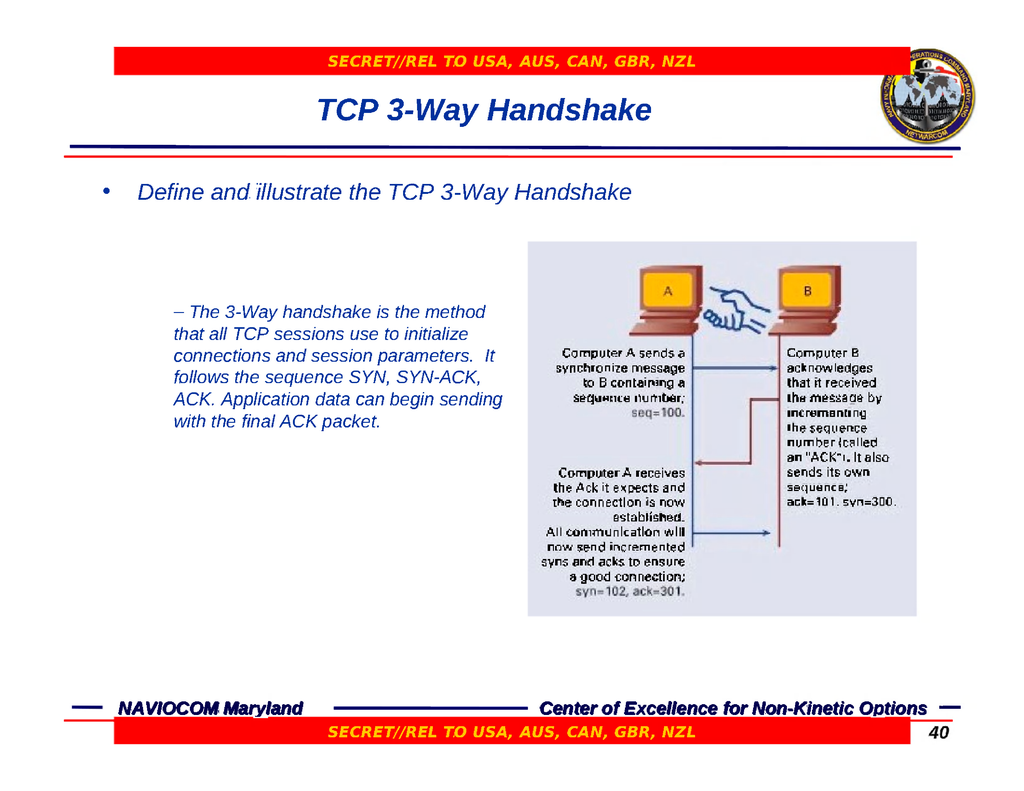 SECRET//REL TO USA, AUS, CAN, GBR, NZL
TCP 3-Way Handshake
• Define and illustrate the TCP 3-Way Handshake
– The 3-Way handshake is the method
that all TCP sessions use to initialize
connections and session parameters. It
follows the sequence SYN, SYN-ACK,
ACK. Application data can begin sending
with the final ACK packet.
A
B
Computer A sends a
synchronize message
to B containing a
sequence number;
seq=100.
Computer B
acknowledges
that it received
the message by
incrementing
the sequence
number (called
an "ACK"). It also
sends its own
sequence;
ack=101. syn=300.
Computer A receives
the Ack it expects and
the connection is now
established.
All communication will
now send incremented
syns and acks to ensure
a good connection;
syn=102, ack=301.
NAVIOCOM Maryland
Center of Excellence for Non-Kinetic Options
SECRET//REL TO USA, AUS, CAN, GBR, NZL
40
NETWARCOM